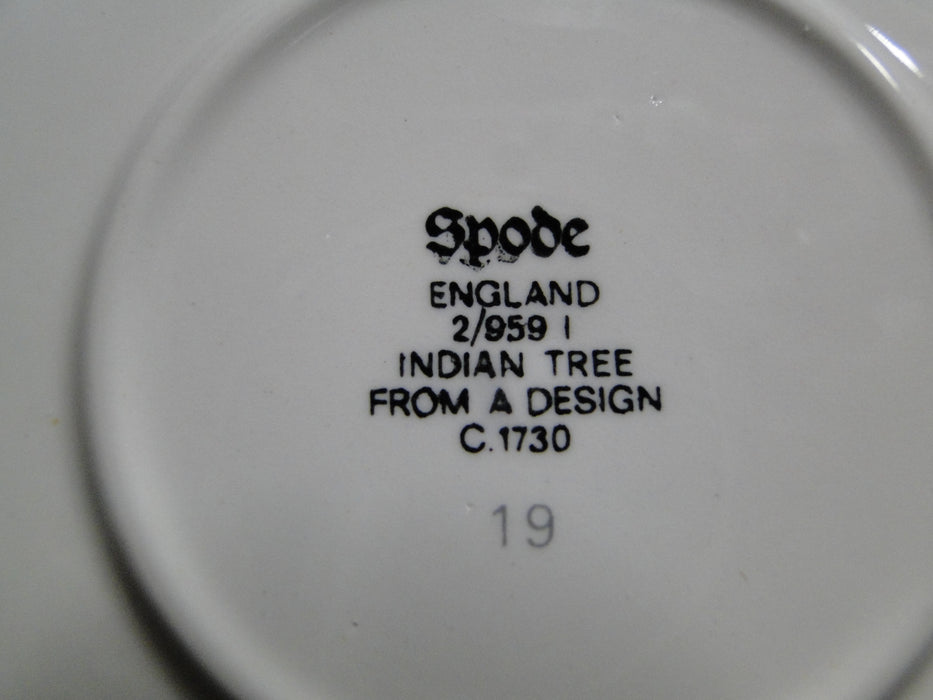 Spode
ENGLAND
2/959 I
INDIAN TREE
FROM A DESIGN
C.1730
19